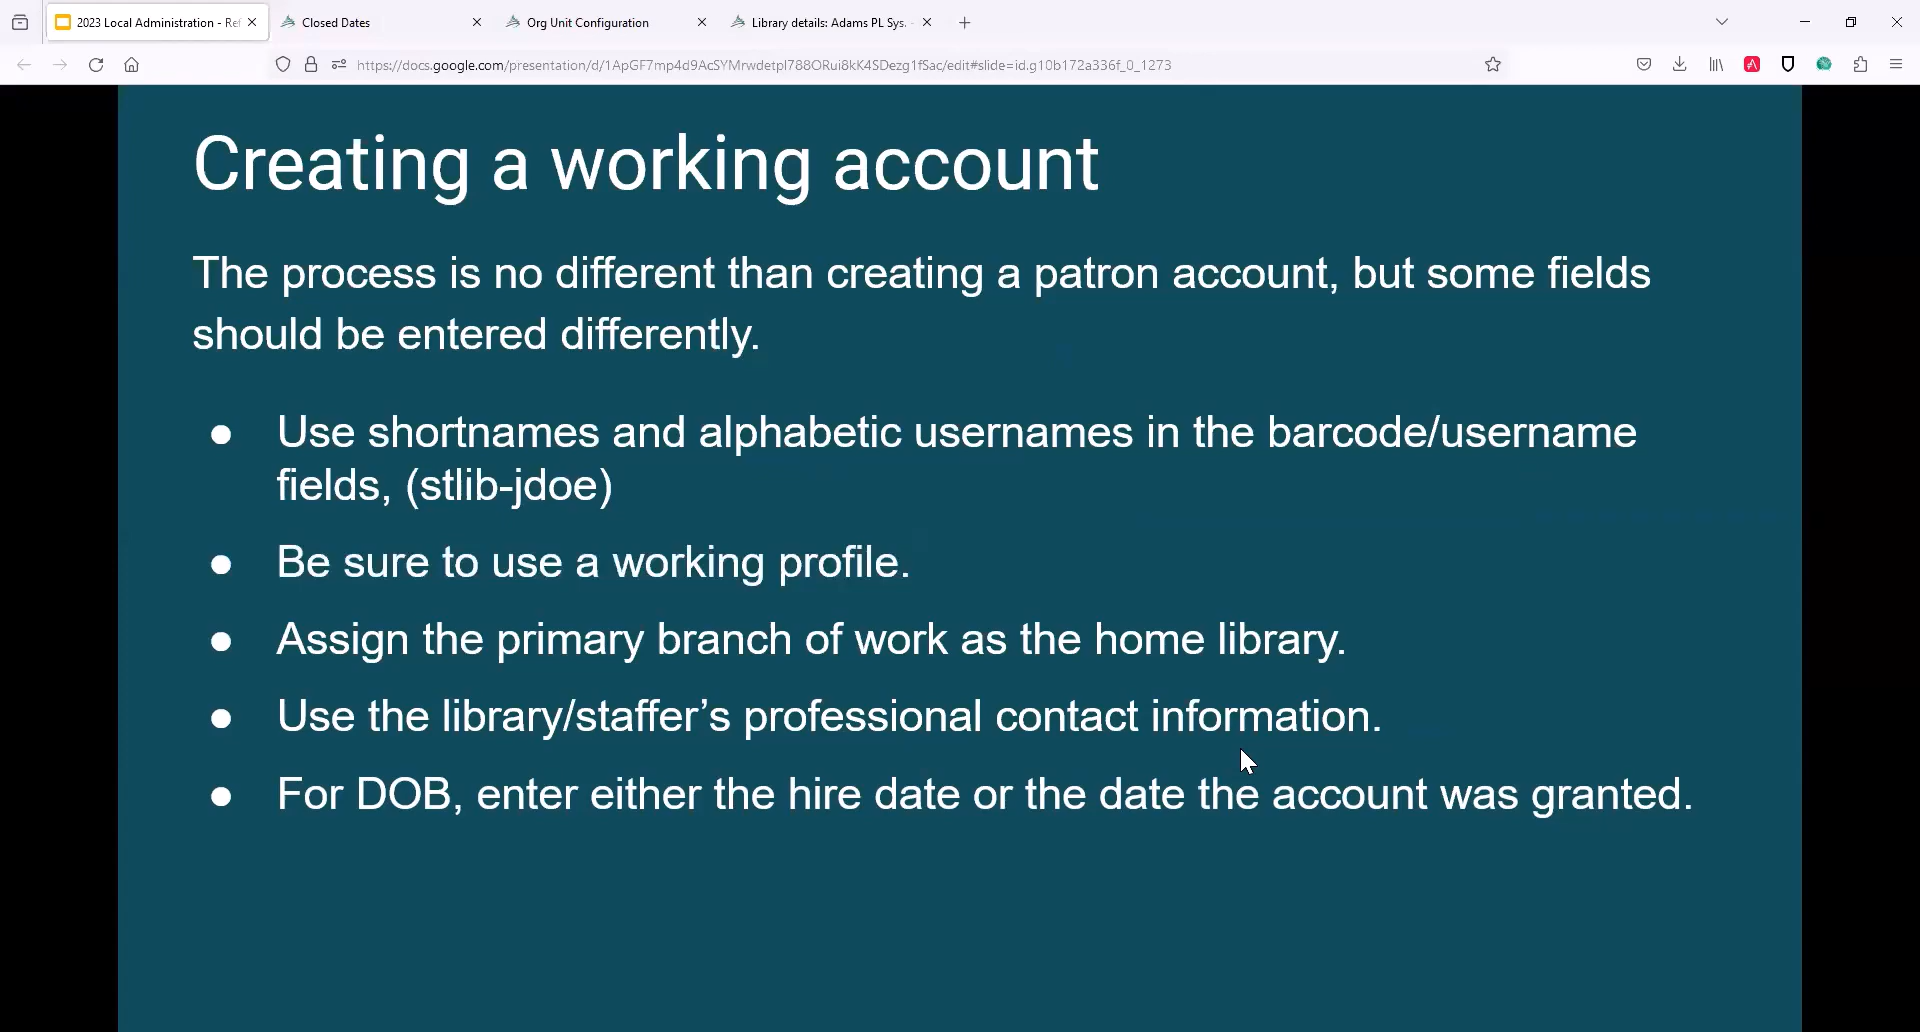 2023 Local Administration - Ref
Closed Dates
Org Unit Configuration
Library details: Adams PL Sys. -
https://docs.google.com/presentation/d/1ApGF7mp4d9AcSYMrwdetpI788ORui8kK4SDezg1fSac/edit#slide=id.g10b172a336f_0_1273
Creating a working account
The process is no different than creating a patron account, but some fields
should be entered differently.
● Use shortnames and alphabetic usernames in the barcode/username
fields, (stlib-jdoe)
● Be sure to use a working profile.
● Assign the primary branch of work as the home library.
● Use the library/staffer’s professional contact information.
● For DOB, enter either the hire date or the date the account was granted.